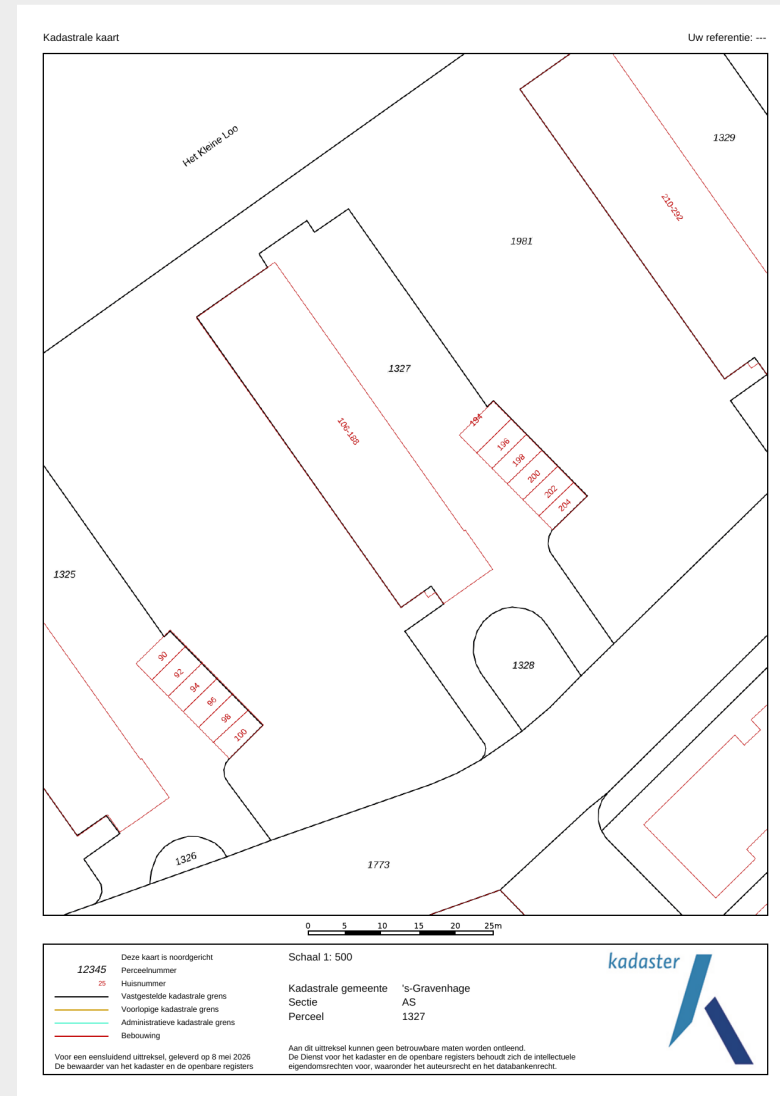 Kadastrale kaart
Uw referentie: ---
Het Kleine Loo
1329
210-292
1981
1327
106-188
194
196
198
200
202
204
1325
90
92
94
96
98
100
1328
1326
1773
0 5 10 15 20 25m
12345
25
Deze kaart is noordgericht
Perceelnummer
Huisnummer
Vastgestelde kadastrale grens
Voorlopige kadastrale grens
Administratieve kadastrale grens
Bebouwing
Voor een eensluidend uittreksel, geleverd op 8 mei 2026
De bewaarder van het kadaster en de openbare registers
Schaal 1: 500
Kadastrale gemeente 's-Gravenhage
Sectie AS
Perceel 1327
Aan dit uittreksel kunnen geen betrouwbare maten worden ontleend.
De Dienst voor het kadaster en de openbare registers behoudt zich de intellectuele
eigendomsrechten voor, waaronder het auteursrecht en het databankenrecht.
kadaster